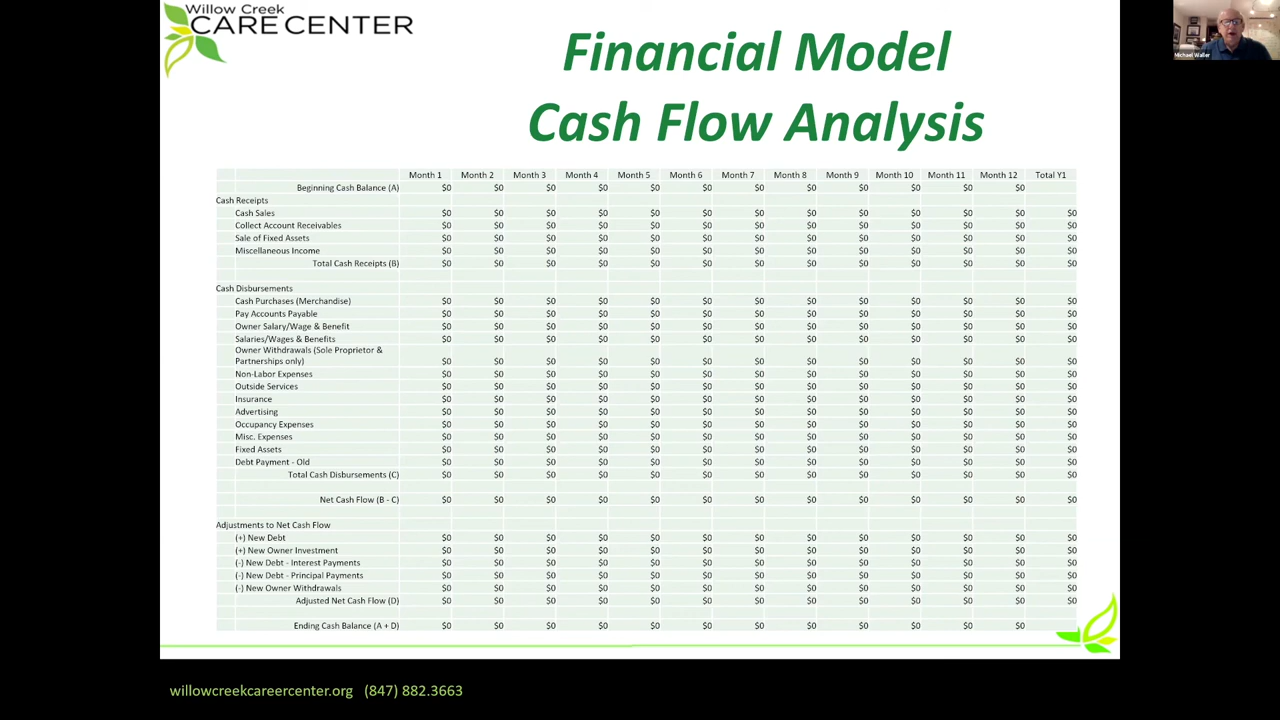 Willow Creek
CARE CENTER
Financial Model
Cash Flow Analysis
Michael Waller
Month 1 Month 2 Month 3 Month 4 Month 5 Month 6 Month 7 Month 8 Month 9 Month 10 Month 11 Month 12 Total Y1
Beginning Cash Balance (A) $0 $0 $0 $0 $0 $0 $0 $0 $0 $0 $0 $0
Cash Receipts
Cash Sales $0 $0 $0 $0 $0 $0 $0 $0 $0 $0 $0 $0 $0
Collect Account Receivables $0 $0 $0 $0 $0 $0 $0 $0 $0 $0 $0 $0 $0
Sale of Fixed Assets $0 $0 $0 $0 $0 $0 $0 $0 $0 $0 $0 $0 $0
Miscellaneous Income $0 $0 $0 $0 $0 $0 $0 $0 $0 $0 $0 $0 $0
Total Cash Receipts (B) $0 $0 $0 $0 $0 $0 $0 $0 $0 $0 $0 $0 $0
Cash Disbursements
Cash Purchases (Merchandise) $0 $0 $0 $0 $0 $0 $0 $0 $0 $0 $0 $0 $0
Pay Accounts Payable $0 $0 $0 $0 $0 $0 $0 $0 $0 $0 $0 $0 $0
Owner Salary/Wage & Benefit $0 $0 $0 $0 $0 $0 $0 $0 $0 $0 $0 $0 $0
Salaries/Wages & Benefits $0 $0 $0 $0 $0 $0 $0 $0 $0 $0 $0 $0 $0
Owner Withdrawals (Sole Proprietor &
Partnerships only) $0 $0 $0 $0 $0 $0 $0 $0 $0 $0 $0 $0 $0
Non-Labor Expenses $0 $0 $0 $0 $0 $0 $0 $0 $0 $0 $0 $0 $0
Outside Services $0 $0 $0 $0 $0 $0 $0 $0 $0 $0 $0 $0 $0
Insurance $0 $0 $0 $0 $0 $0 $0 $0 $0 $0 $0 $0 $0
Advertising $0 $0 $0 $0 $0 $0 $0 $0 $0 $0 $0 $0 $0
Occupancy Expenses $0 $0 $0 $0 $0 $0 $0 $0 $0 $0 $0 $0 $0
Misc. Expenses $0 $0 $0 $0 $0 $0 $0 $0 $0 $0 $0 $0 $0
Fixed Assets $0 $0 $0 $0 $0 $0 $0 $0 $0 $0 $0 $0 $0
Debt Payment - Old $0 $0 $0 $0 $0 $0 $0 $0 $0 $0 $0 $0 $0
Total Cash Disbursements (C) $0 $0 $0 $0 $0 $0 $0 $0 $0 $0 $0 $0 $0
Net Cash Flow (B - C) $0 $0 $0 $0 $0 $0 $0 $0 $0 $0 $0 $0 $0
Adjustments to Net Cash Flow
(+) New Debt $0 $0 $0 $0 $0 $0 $0 $0 $0 $0 $0 $0 $0
(+) New Owner Investment $0 $0 $0 $0 $0 $0 $0 $0 $0 $0 $0 $0 $0
(-) New Debt - Interest Payments $0 $0 $0 $0 $0 $0 $0 $0 $0 $0 $0 $0 $0
(-) New Debt - Principal Payments $0 $0 $0 $0 $0 $0 $0 $0 $0 $0 $0 $0 $0
(-) New Owner Withdrawals $0 $0 $0 $0 $0 $0 $0 $0 $0 $0 $0 $0 $0
Adjusted Net Cash Flow (D) $0 $0 $0 $0 $0 $0 $0 $0 $0 $0 $0 $0 $0
Ending Cash Balance (A + D) $0 $0 $0 $0 $0 $0 $0 $0 $0 $0 $0 $0
willowcreekcareercenter.org (847) 882.3663